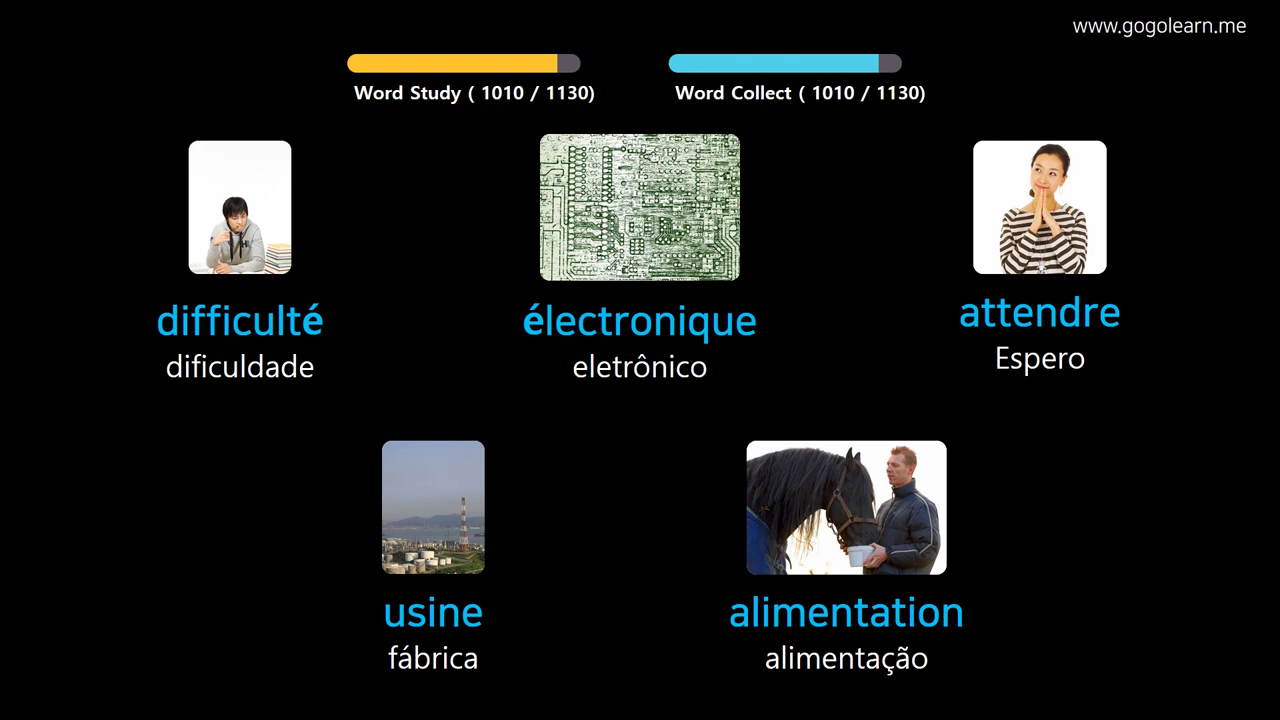 www.gogolearn.me
Word Study ( 1010 / 1130)
Word Collect ( 1010 / 1130)
difficulté
dificuldade
électronique
eletrônico
attendre
Espero
usine
fábrica
alimentation
alimentação